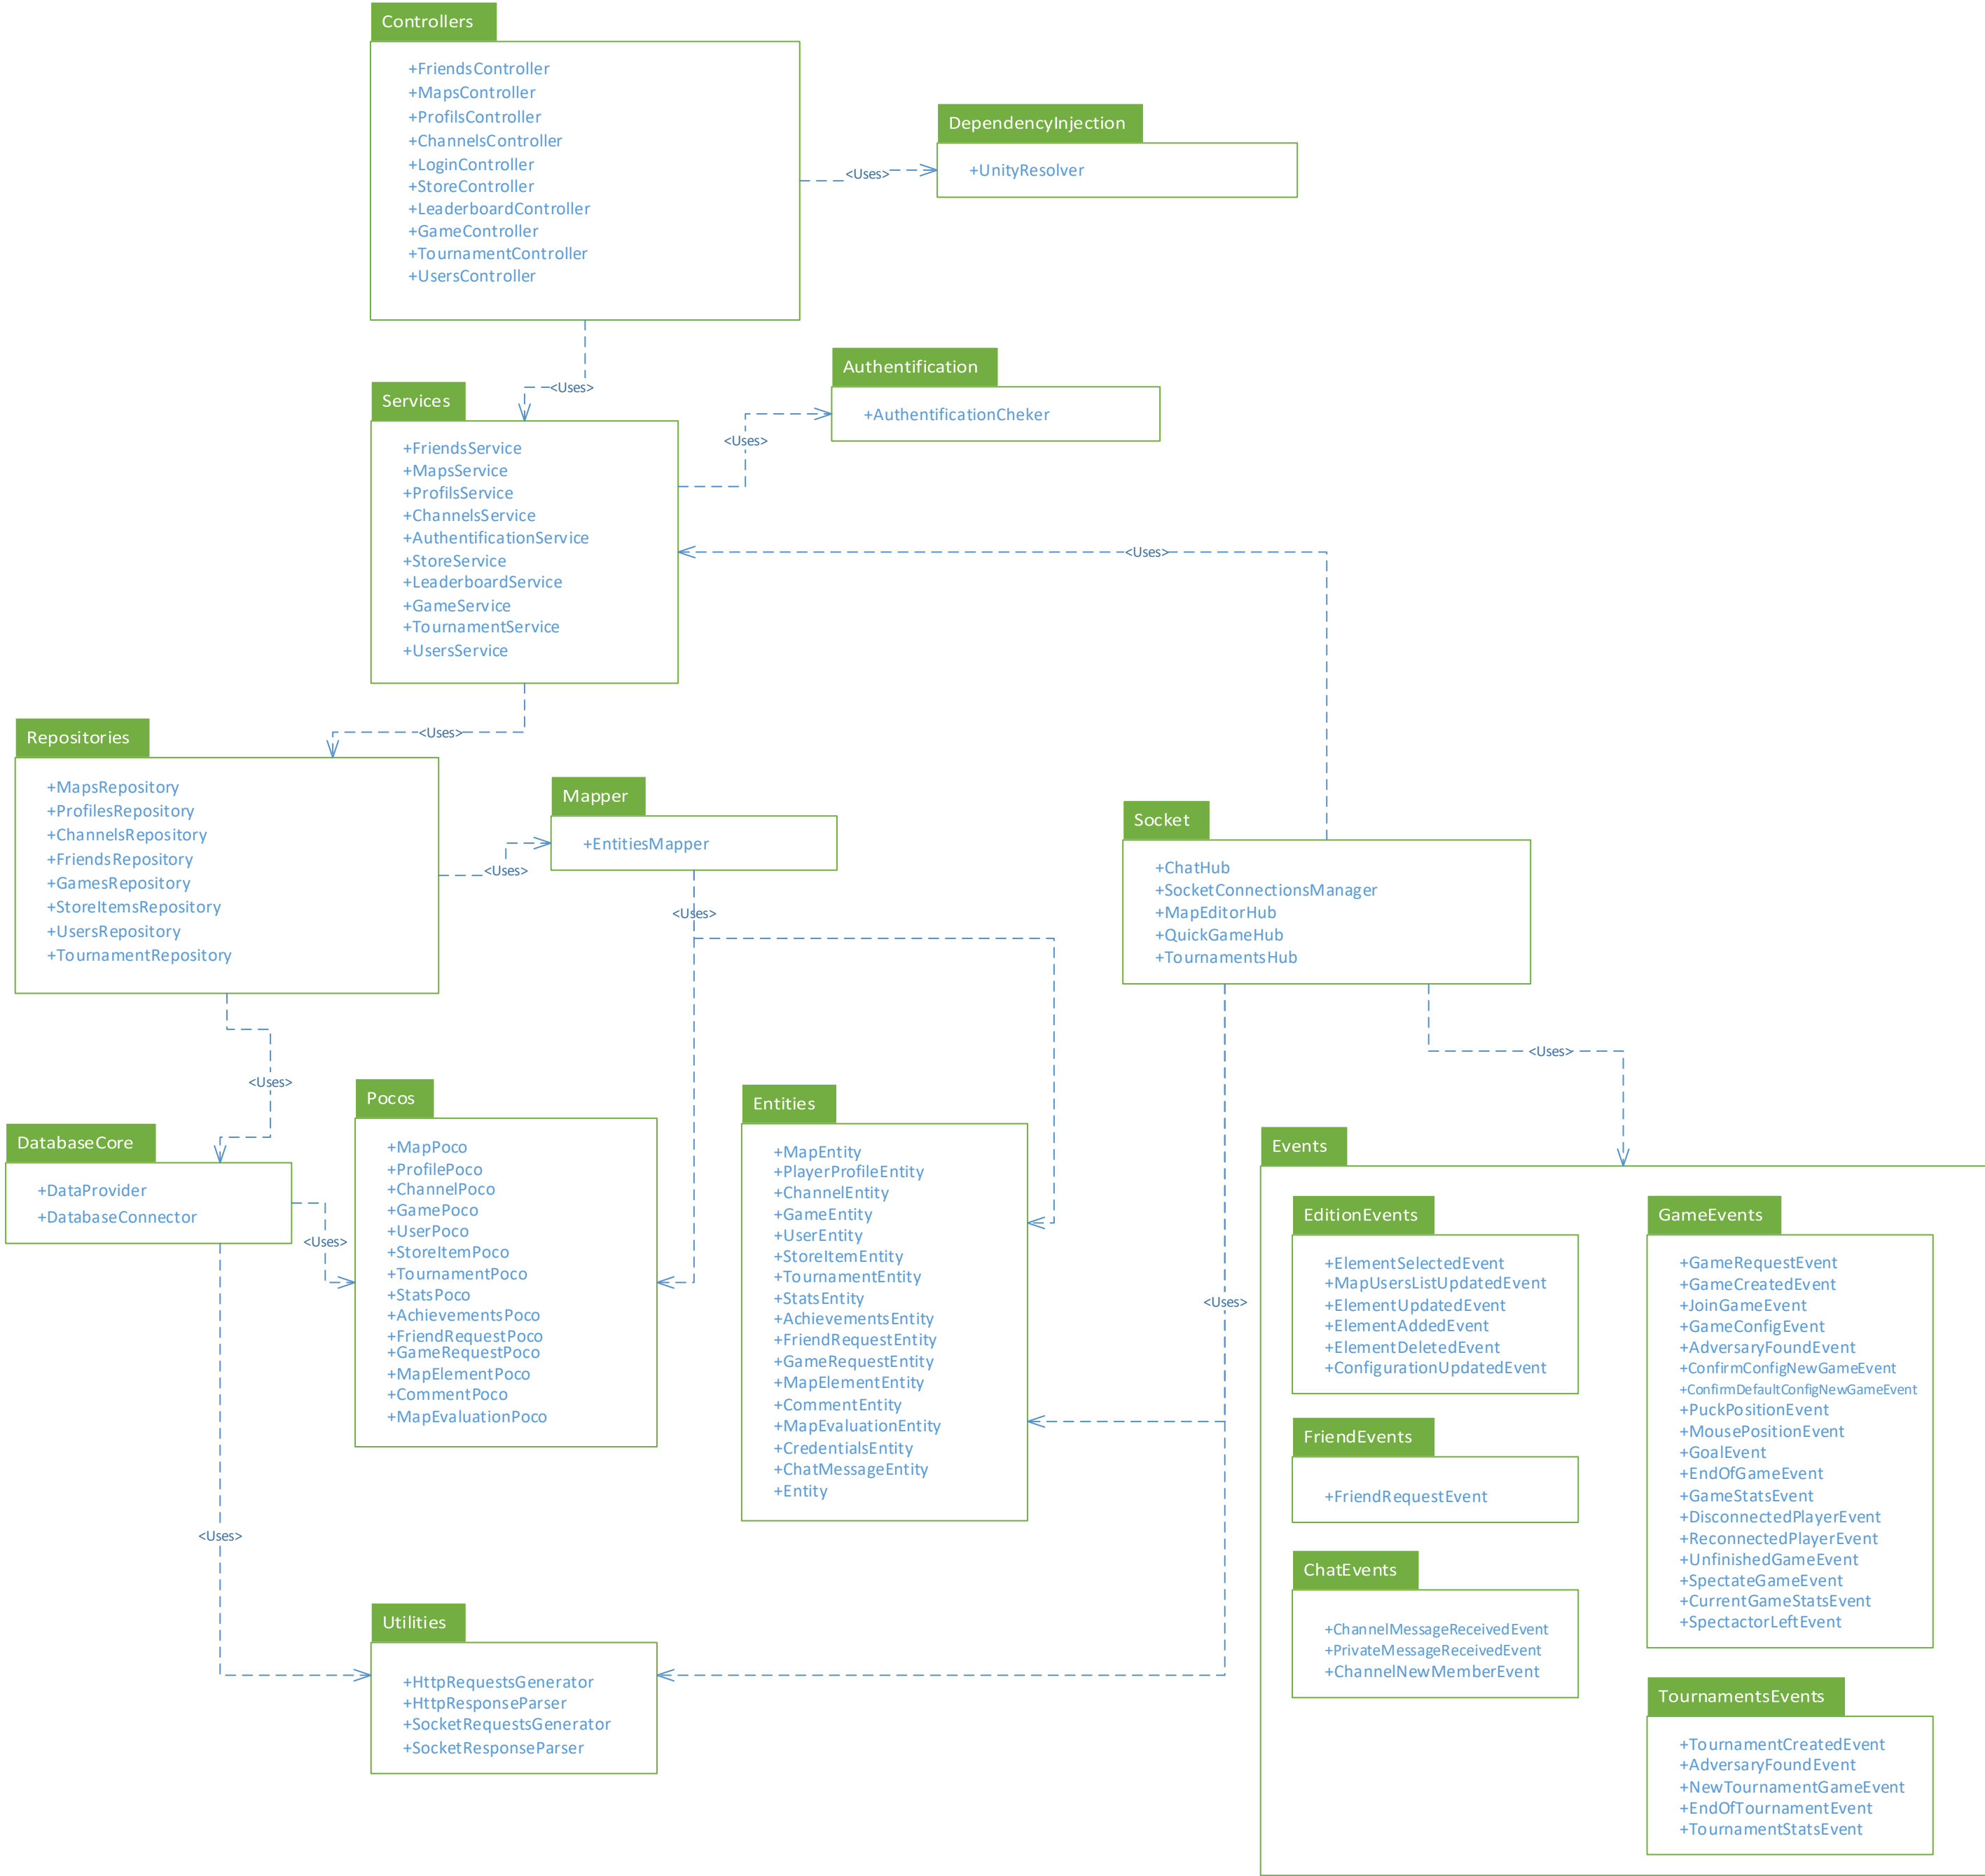 Controllers
+FriendsController
+MapsController
+ProfilsController
+ChannelsController
+LoginController
+StoreController
+LeaderboardController
+GameController
+TournamentController
+UsersController
<Uses>
DependencyInjection
+UnityResolver
<Uses>
Services
+FriendsService
+MapsService
+ProfilsService
+ChannelsService
+AuthentificationService
+StoreService
+LeaderboardService
+GameService
+TournamentService
+UsersService
<Uses>
Authentification
+AuthentificationCheker
<Uses>
<Uses>
Repositories
+MapsRepository
+ProfilesRepository
+ChannelsRepository
+FriendsRepository
+GamesRepository
+StoreItemsRepository
+UsersRepository
+TournamentRepository
<Uses>
Mapper
+EntitiesMapper
<Uses>
Socket
+ChatHub
+SocketConnectionsManager
+MapEditorHub
+QuickGameHub
+TournamentsHub
<Uses>
<Uses>
DatabaseCore
+DataProvider
+DatabaseConnector
<Uses>
Pocos
+MapPoco
+ProfilePoco
+ChannelPoco
+GamePoco
+UserPoco
+StoreItemPoco
+TournamentPoco
+StatsPoco
+AchievementsPoco
+FriendRequestPoco
+GameRequestPoco
+MapElementPoco
+CommentPoco
+MapEvaluationPoco
Entities
+MapEntity
+PlayerProfileEntity
+ChannelEntity
+GameEntity
+UserEntity
+StoreItemEntity
+TournamentEntity
+StatsEntity
+AchievementsEntity
+FriendRequestEntity
+GameRequestEntity
+MapElementEntity
+CommentEntity
+MapEvaluationEntity
+CredentialsEntity
+ChatMessageEntity
+Entity
<Uses>
<Uses>
Utilities
+HttpRequestsGenerator
+HttpResponseParser
+SocketRequestsGenerator
+SocketResponseParser
Events
EditionEvents
+ElementSelectedEvent
+MapUsersListUpdatedEvent
+ElementUpdatedEvent
+ElementAddedEvent
+ElementDeletedEvent
+ConfigurationUpdatedEvent
FriendEvents
+FriendRequestEvent
ChatEvents
+ChannelMessageReceivedEvent
+PrivateMessageReceivedEvent
+ChannelNewMemberEvent
GameEvents
+GameRequestEvent
+GameCreatedEvent
+JoinGameEvent
+GameConfigEvent
+AdversaryFoundEvent
+ConfirmConfigNewGameEvent
+ConfirmDefaultConfigNewGameEvent
+PuckPositionEvent
+MousePositionEvent
+GoalEvent
+EndOfGameEvent
+GameStatsEvent
+DisconnectedPlayerEvent
+ReconnectedPlayerEvent
+UnfinishedGameEvent
+SpectateGameEvent
+CurrentGameStatsEvent
+SpectactorLeftEvent
TournamentsEvents
+TournamentCreatedEvent
+AdversaryFoundEvent
+NewTournamentGameEvent
+EndOfTournamentEvent
+TournamentStatsEvent